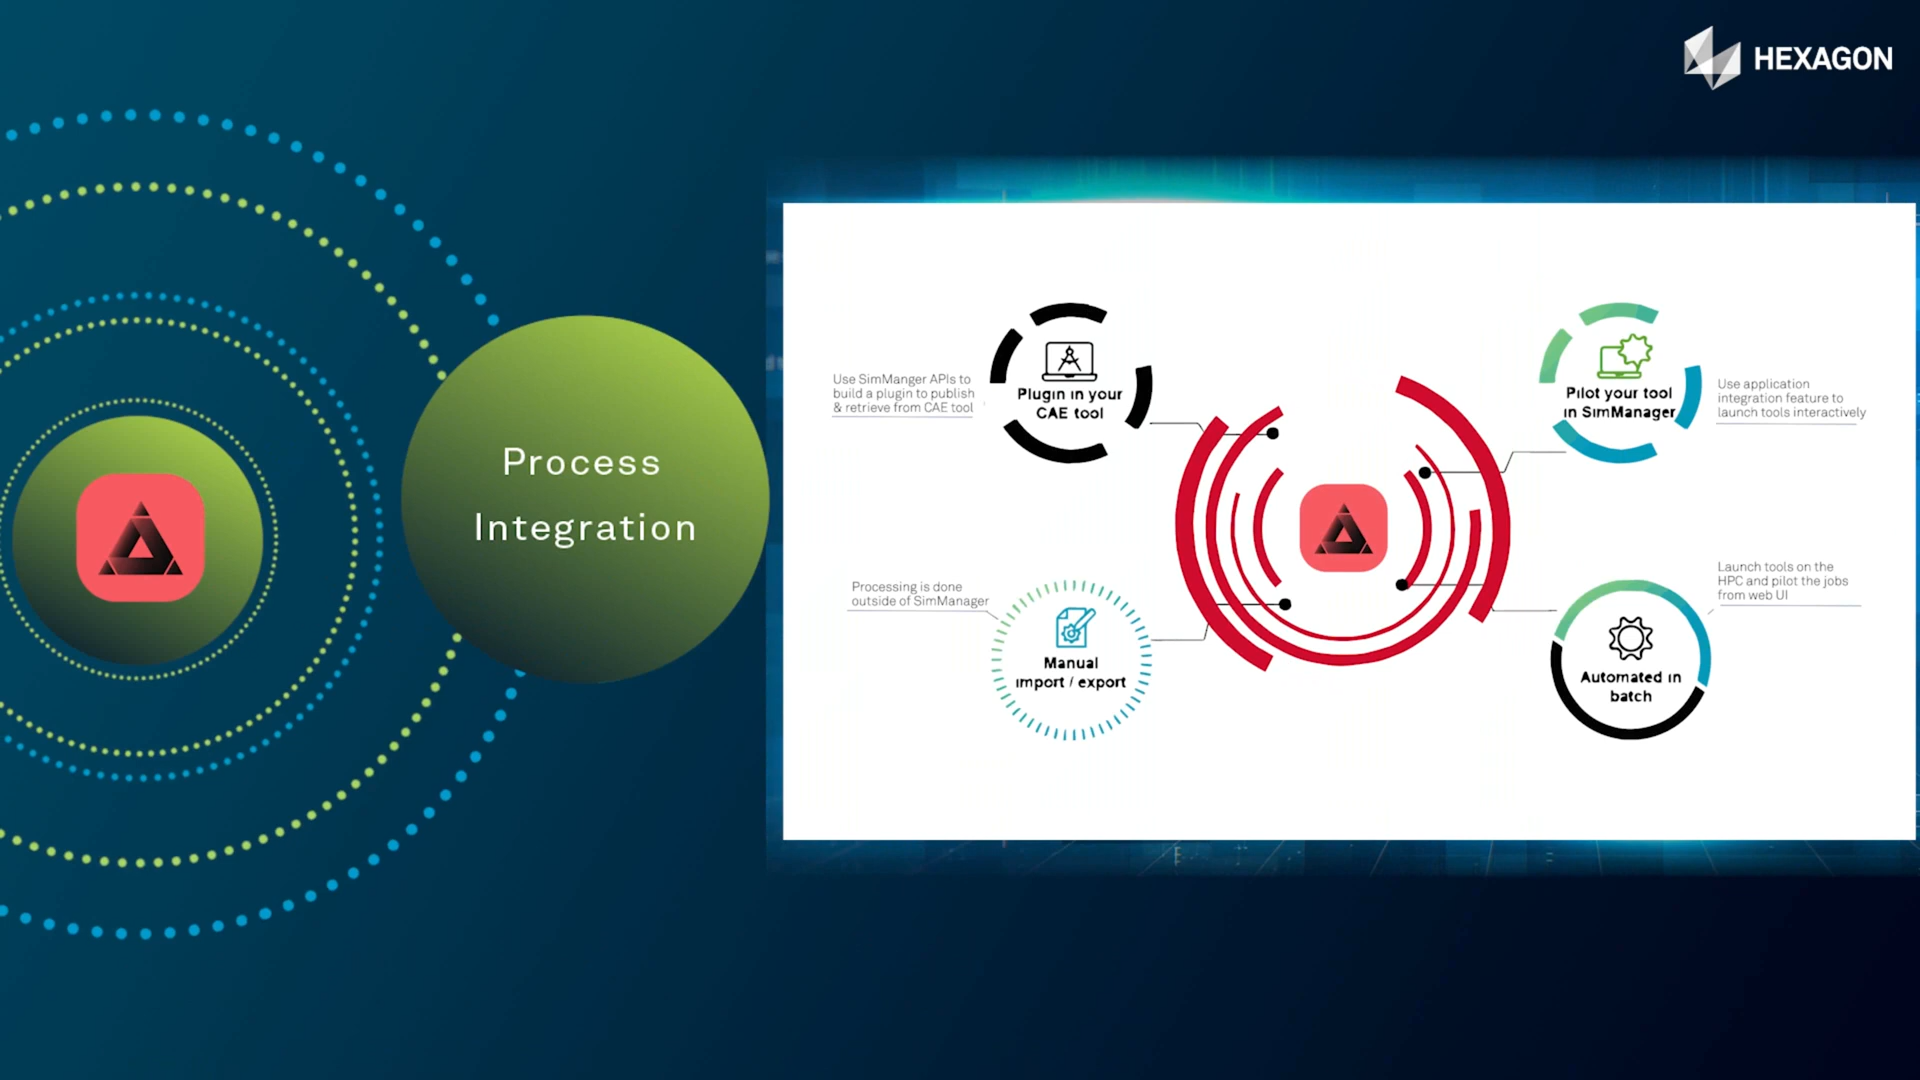 HEXAGON
Process
Integration
Use SimManger APIs to
build a plugin to publish
& retrieve from CAE tool
Plugin in your
CAE tool
Pilot your tool
in SimManager
Use application
integration feature to
launch tools interactively
Processing is done
outside of SimManager
Manual
import / export
Automated in
batch
Launch tools on the
HPC and pilot the jobs
from web UI